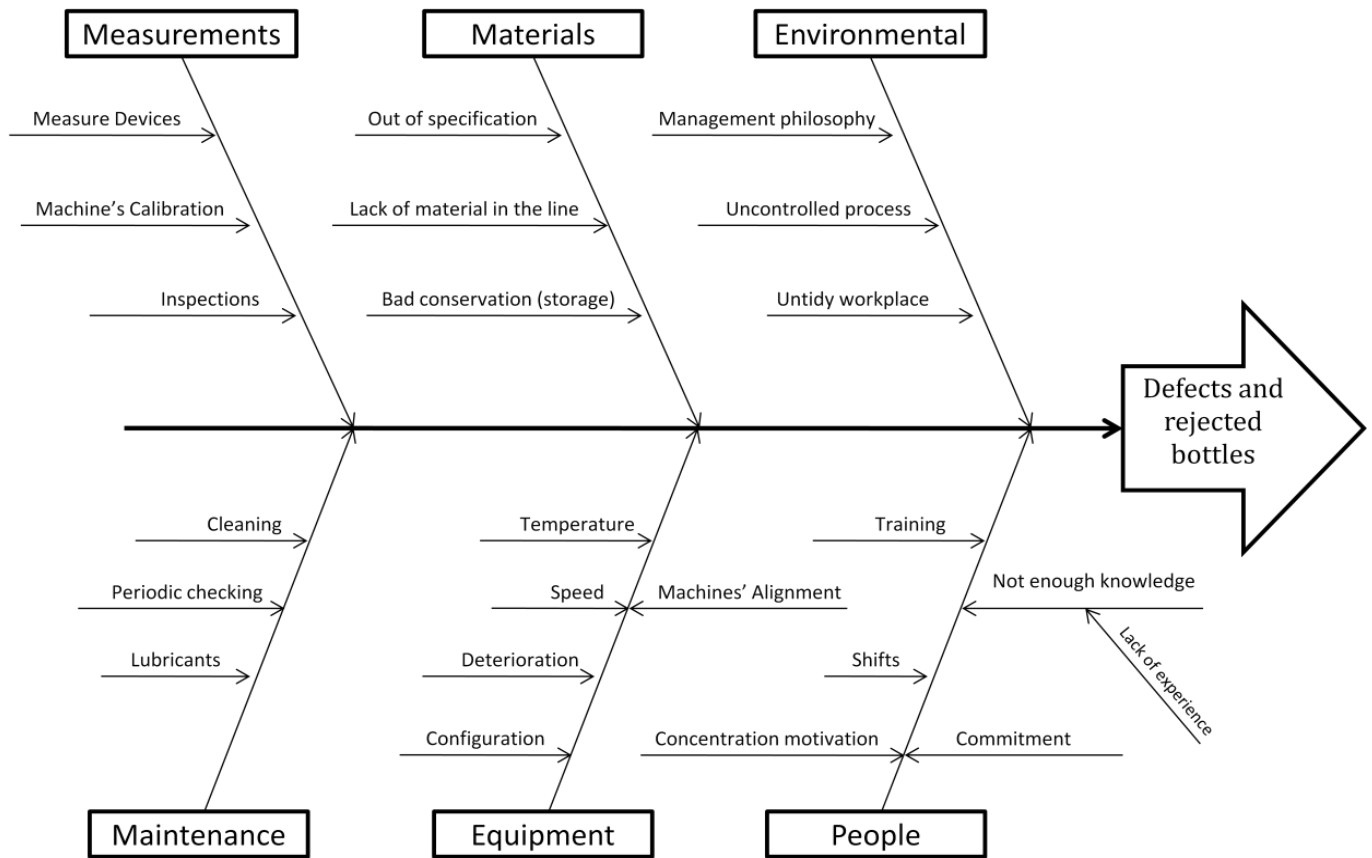 Measurements
Materials
Environmental
Measure Devices
Out of specification
Management philosophy
Machine’s Calibration
Lack of material in the line
Uncontrolled process
Inspections
Bad conservation (storage)
Untidy workplace
Defects and
rejected
bottles
Cleaning
Temperature
Training
Periodic checking
Speed
Machines’ Alignment
Not enough knowledge
Lack of experience
Lubricants
Deterioration
Shifts
Configuration
Concentration motivation
Commitment
Maintenance
Equipment
People